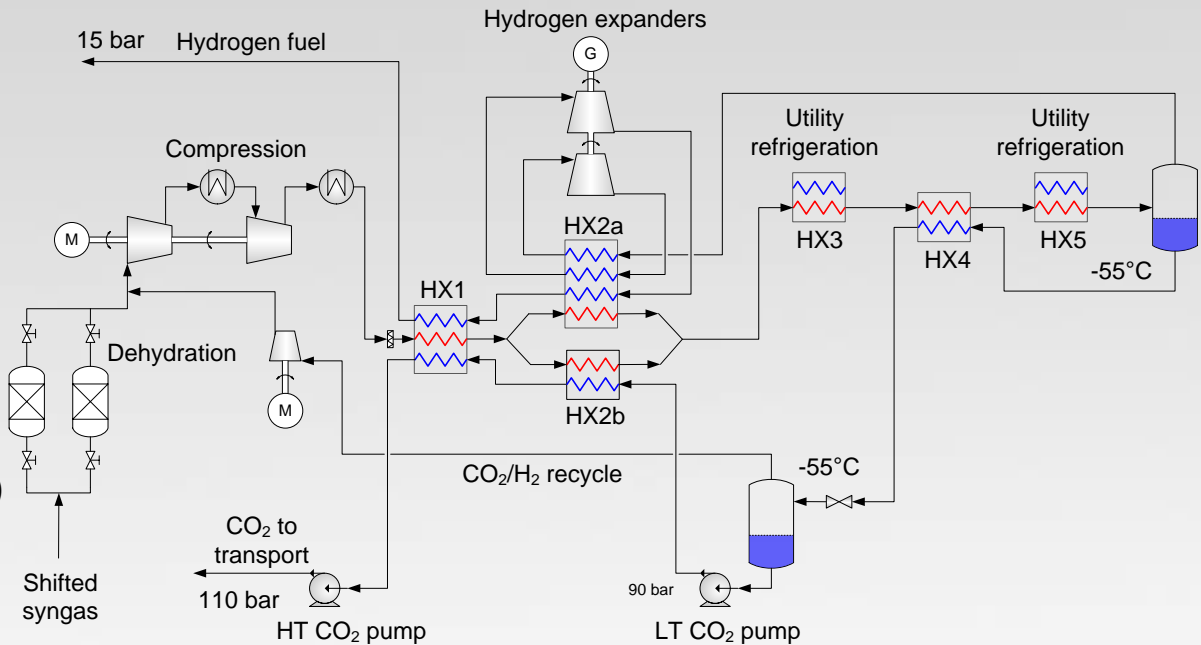 Hydrogen expanders
15 bar
Hydrogen fuel
G
Compression
Utility
refrigeration
Utility
refrigeration
M
HX2a
HX3
HX4
HX5
-55°C
HX1
Dehydration
M
HX2b
CO₂/H₂ recycle
-55°C
)
CO₂ to
transport
Shifted
syngas
110 bar
90 bar
HT CO₂ pump
LT CO₂ pump